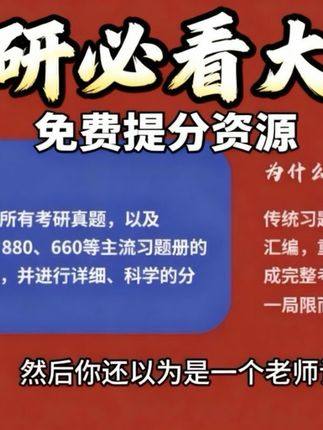 研必看大
免费提分资源
为什么
所有考研真题，以及
880、660等主流习题册的
，并进行详细、科学的分
传统习题
汇编，重
成完整考
一局限而
然后你还以为是一个老师